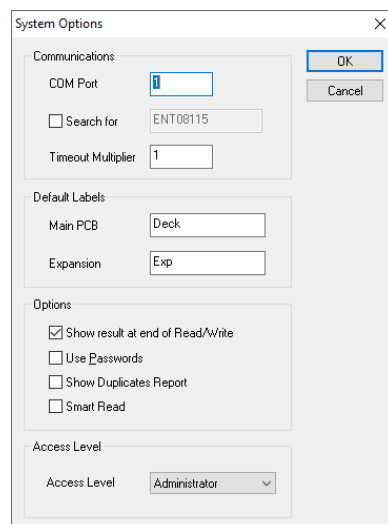 System Options
Communications
COM Port 1
Search for ENT08115
Timeout Multiplier 1
OK
Cancel
Default Labels
Main PCB Deck
Expansion Exp
Options
Show result at end of Read/Write
Use Passwords
Show Duplicates Report
Smart Read
Access Level
Access Level Administrator